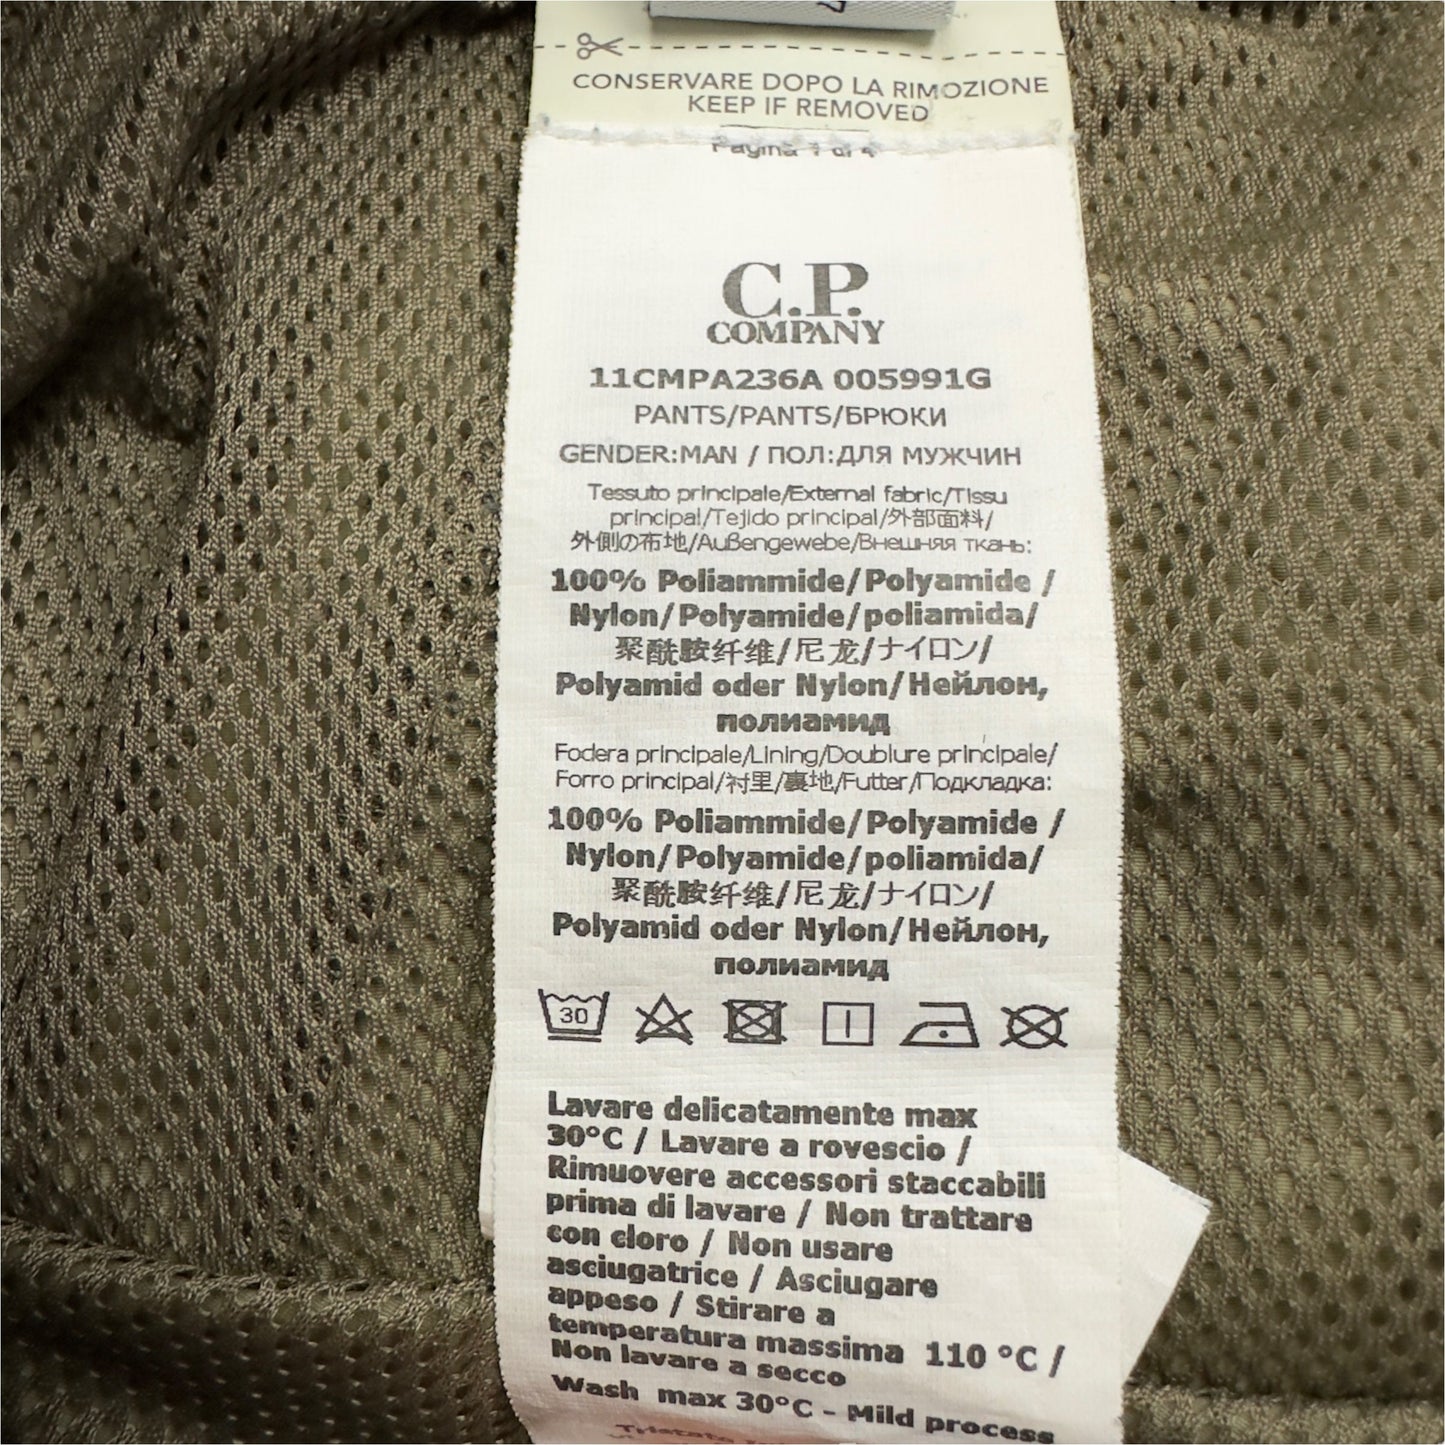 CONSERVARE DOPO LA RIMOZIONE
KEEP IF REMOVED
Pagina 1 di 4
C.P.
COMPANY
11CMPA236A 005991G
PANTS/PANTS/БРЮКИ
GENDER:MAN / ПОЛ:ДЛЯ МУЖЧИН
Tessuto principale/External fabric/Tissu
principal/Tejido principal/外部面料/
外側の布地/Außengewebe/Внешняя ткань:
100% Poliammide/Polyamide /
Nylon/Polyamide/poliamida/
聚酰胺纤维/尼龙/ナイロン/
Polyamid oder Nylon/Нейлон,
полиамид
Fodera principale/Lining/Doublure principale/
Forro principal/衬里/裏地/Futter/Подкладка:
100% Poliammide/Polyamide /
Nylon/Polyamide/poliamida/
聚酰胺纤维/尼龙/ナイロン/
Polyamid oder Nylon/Нейлон,
полиамид
30
Lavare delicatamente max
30°C / Lavare a rovescio /
Rimuovere accessori staccabili
prima di lavare / Non trattare
con cloro / Non usare
asciugatrice / Asciugare
appeso / Stirare a
temperatura massima 110 °C /
Non lavare a secco
Wash max 30°C - Mild process